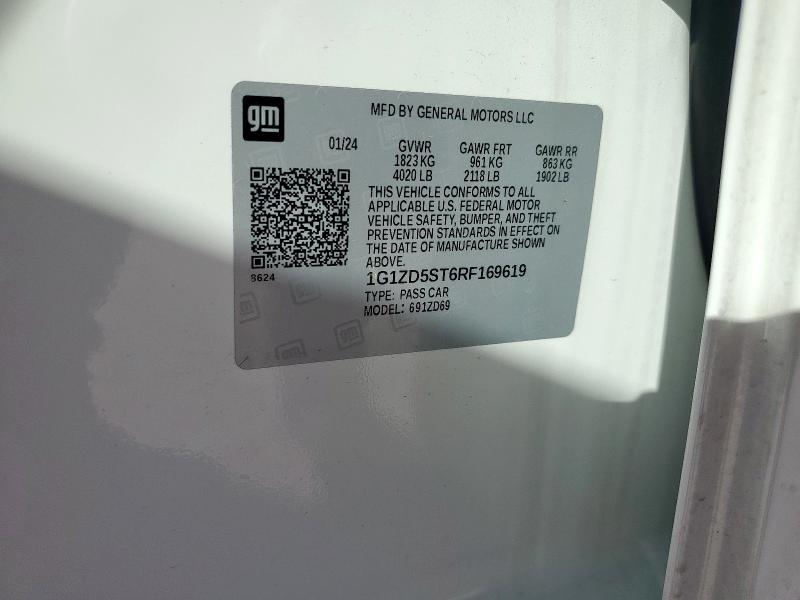 gm
MFD BY GENERAL MOTORS LLC
01/24 GVWR GAWR FRT GAWR RR
1823 KG 961 KG 863 KG
4020 LB 2118 LB 1902 LB
THIS VEHICLE CONFORMS TO ALL
APPLICABLE U.S. FEDERAL MOTOR
VEHICLE SAFETY, BUMPER, AND THEFT
PREVENTION STANDARDS IN EFFECT ON
THE DATE OF MANUFACTURE SHOWN
ABOVE.
8624
1G1ZD5ST6RF169619
TYPE: PASS CAR
MODEL: 691ZD69